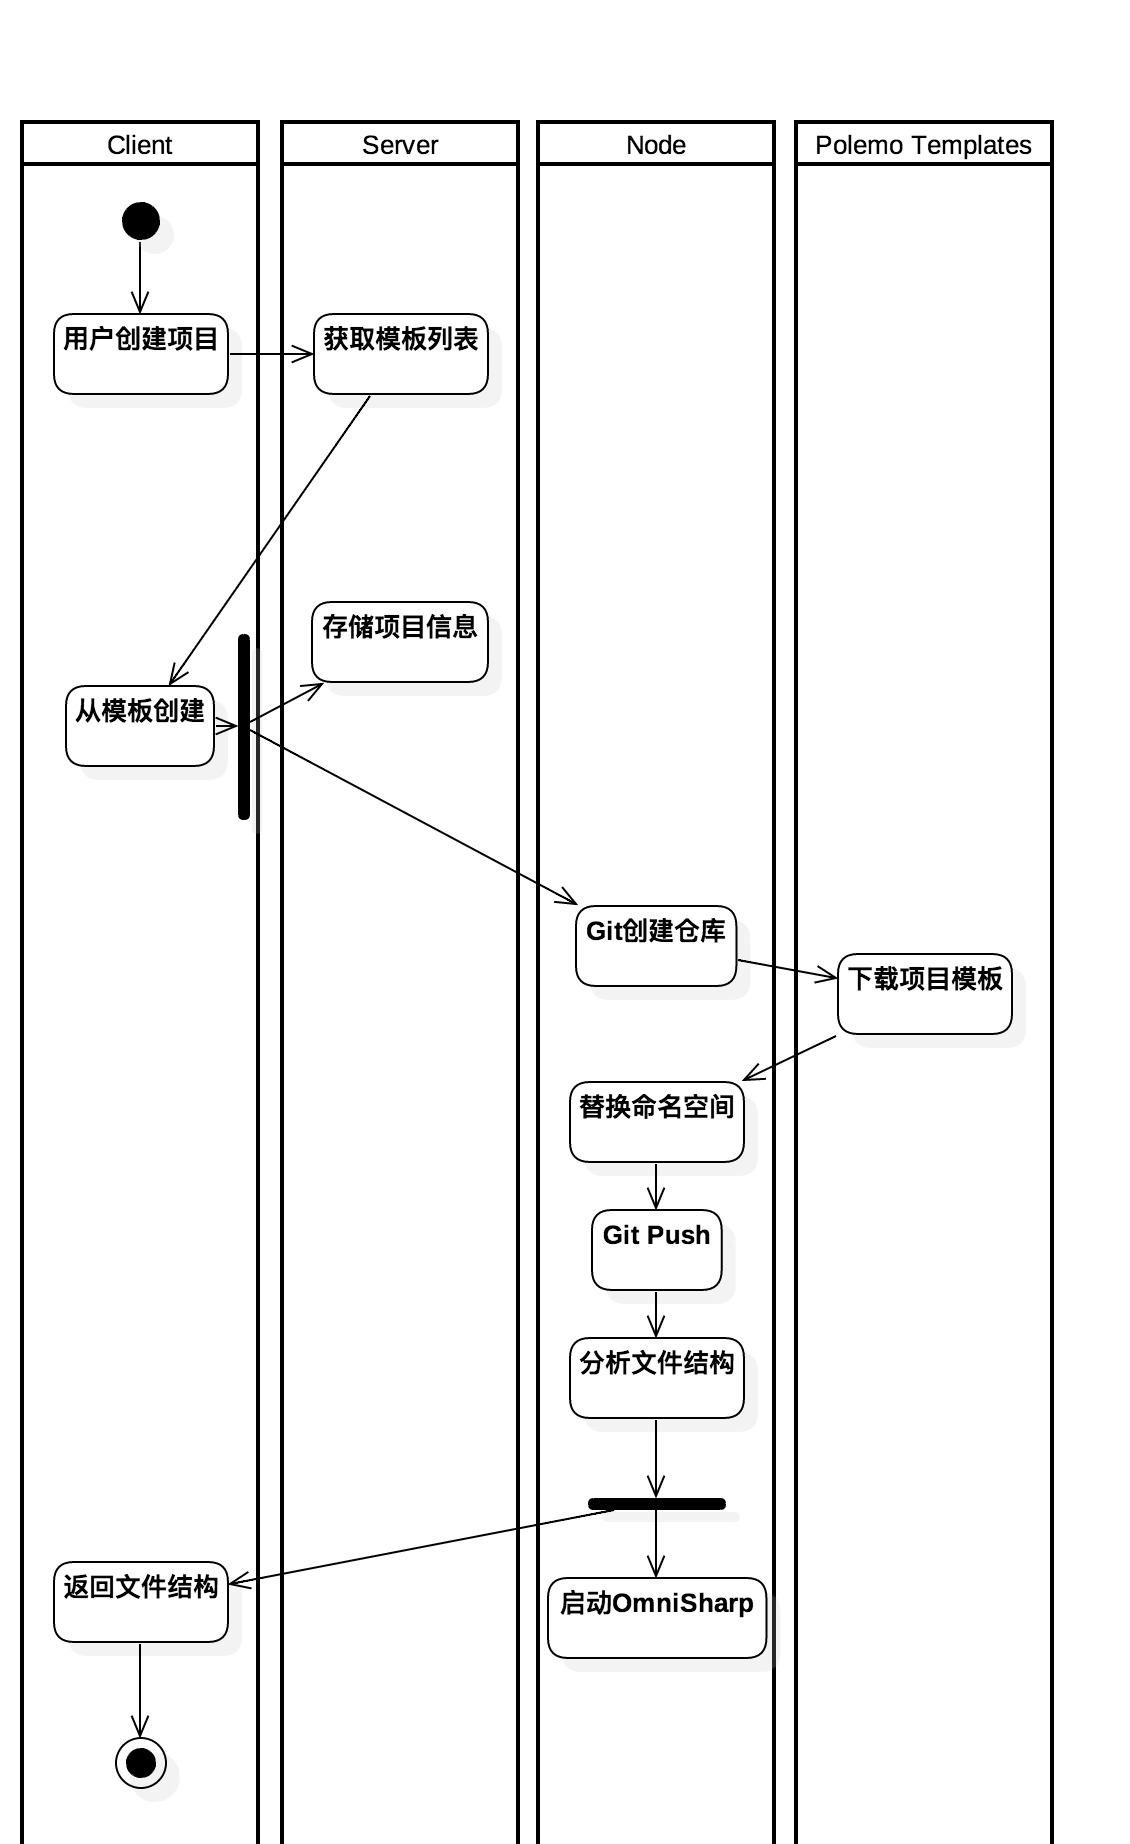 Client
Server
Node
Polemo Templates
用户创建项目
获取模板列表
存储项目信息
从模板创建
Git创建仓库
下载项目模板
替换命名空间
Git Push
分析文件结构
返回文件结构
启动OmniSharp